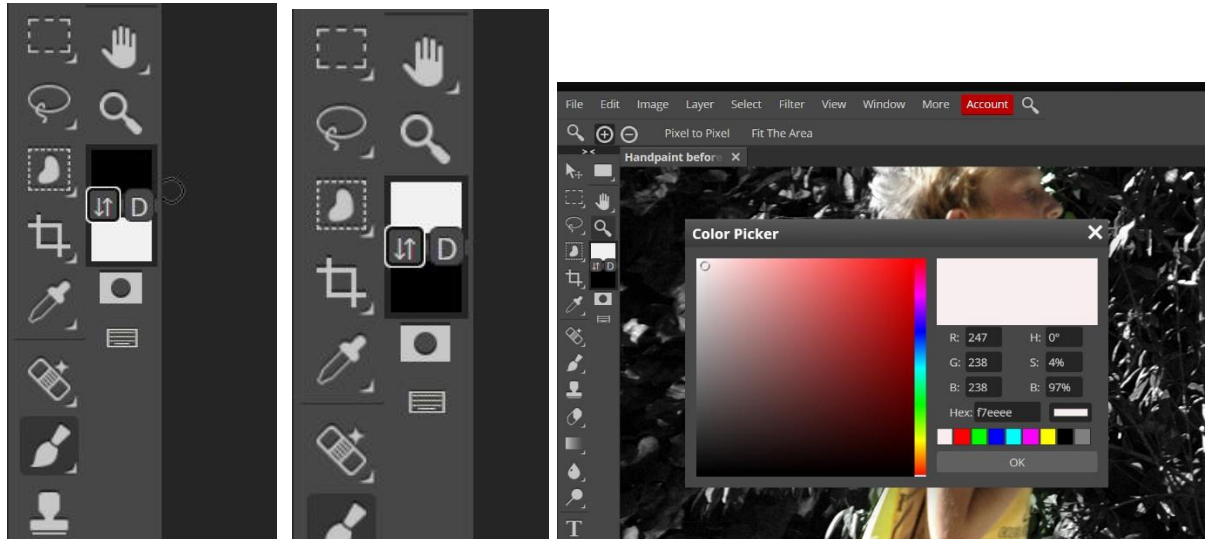 D
D
File Edit Image Layer Select Filter View Window More Account
Pixel to Pixel Fit The Area
> <
Handpaint before X
D
Color Picker
R: 247 H: 0°
G: 238 S: 4%
B: 238 B: 97%
Hex: f7eeee
OK
T